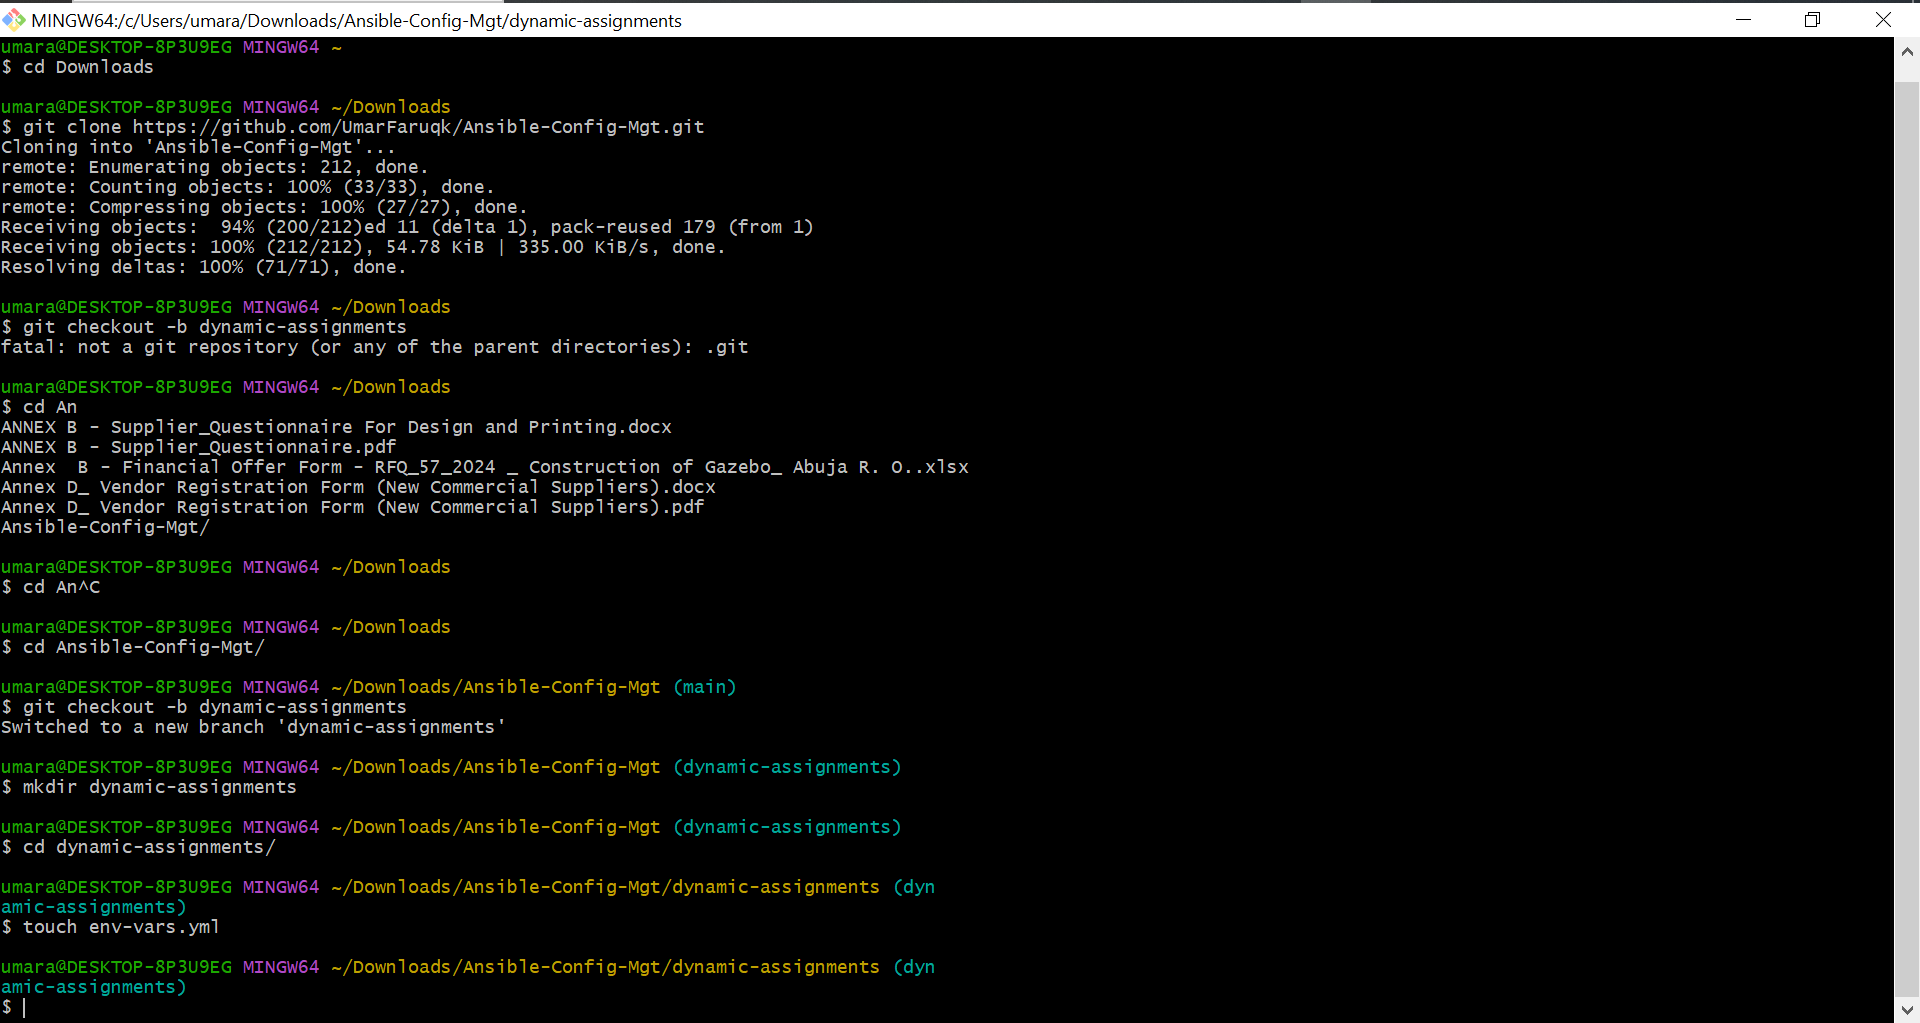 MINGW64:/c/Users/umara/Downloads/Ansible-Config-Mgt/dynamic-assignments
umara@DESKTOP-8P3U9EG MINGW64 ~
$ cd Downloads
umara@DESKTOP-8P3U9EG MINGW64 ~/Downloads
$ git clone https://github.com/UmarFaruqk/Ansible-Config-Mgt.git
Cloning into 'Ansible-Config-Mgt'...
remote: Enumerating objects: 212, done.
remote: Counting objects: 100% (33/33), done.
remote: Compressing objects: 100% (27/27), done.
Receiving objects:  94% (200/212)ed 11 (delta 1), pack-reused 179 (from 1)
Receiving objects: 100% (212/212), 54.78 KiB | 335.00 KiB/s, done.
Resolving deltas: 100% (71/71), done.
umara@DESKTOP-8P3U9EG MINGW64 ~/Downloads
$ git checkout -b dynamic-assignments
fatal: not a git repository (or any of the parent directories): .git
umara@DESKTOP-8P3U9EG MINGW64 ~/Downloads
$ cd An
ANNEX B - Supplier_Questionnaire For Design and Printing.docx
ANNEX B - Supplier_Questionnaire.pdf
Annex  B - Financial Offer Form - RFQ_57_2024 _ Construction of Gazebo_ Abuja R. O..xlsx
Annex D_ Vendor Registration Form (New Commercial Suppliers).docx
Annex D_ Vendor Registration Form (New Commercial Suppliers).pdf
Ansible-Config-Mgt/
umara@DESKTOP-8P3U9EG MINGW64 ~/Downloads
$ cd An^C
umara@DESKTOP-8P3U9EG MINGW64 ~/Downloads
$ cd Ansible-Config-Mgt/
umara@DESKTOP-8P3U9EG MINGW64 ~/Downloads/Ansible-Config-Mgt (main)
$ git checkout -b dynamic-assignments
Switched to a new branch 'dynamic-assignments'
umara@DESKTOP-8P3U9EG MINGW64 ~/Downloads/Ansible-Config-Mgt (dynamic-assignments)
$ mkdir dynamic-assignments
umara@DESKTOP-8P3U9EG MINGW64 ~/Downloads/Ansible-Config-Mgt (dynamic-assignments)
$ cd dynamic-assignments/
umara@DESKTOP-8P3U9EG MINGW64 ~/Downloads/Ansible-Config-Mgt/dynamic-assignments (dyn
amic-assignments)
$ touch env-vars.yml
umara@DESKTOP-8P3U9EG MINGW64 ~/Downloads/Ansible-Config-Mgt/dynamic-assignments (dyn
amic-assignments)
$